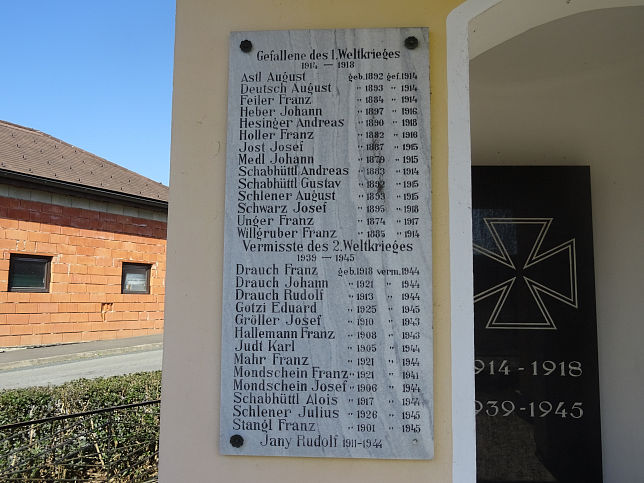 Gefallene des 1. Weltkrieges
1914 — 1918
Astl August geb. 1892 gef. 1914
Deutsch August " 1893 " 1914
Feiler Franz " 1884 " 1914
Heber Johann " 1897 " 1916
Hesinger Andreas " 1890 " 1918
Holler Franz " 1882 " 1916
Jost Josef " 1887 " 1915
Medl Johann " 1879 " 1915
Schabhüttl Andreas " 1883 " 1914
Schabhüttl Gustav " 1892 " 1915
Schlener August " 1893 " 1915
Schwarz Josef " 1895 " 1918
Unger Franz " 1874 " 1917
Willgruber Franz " 1885 " 1914
Vermisste des 2. Weltkrieges
1939 — 1945
Drauch Franz geb. 1918 verm. 1944
Drauch Johann " 1921 " 1944
Drauch Rudolf " 1913 " 1944
Götzi Eduard " 1925 " 1945
Gröller Josef " 1910 " 1943
Hallemann Franz " 1908 " 1943
Judt Karl " 1905 " 1944
Mahr Franz " 1921 " 1944
Mondschein Franz " 1921 " 1941
Mondschein Josef " 1906 " 1944
Schabhüttl Alois " 1917 " 1944
Schlener Julius " 1926 " 1945
Stangl Franz " 1901 " 1945
Jany Rudolf 1911-1944
1914 - 1918
1939 - 1945